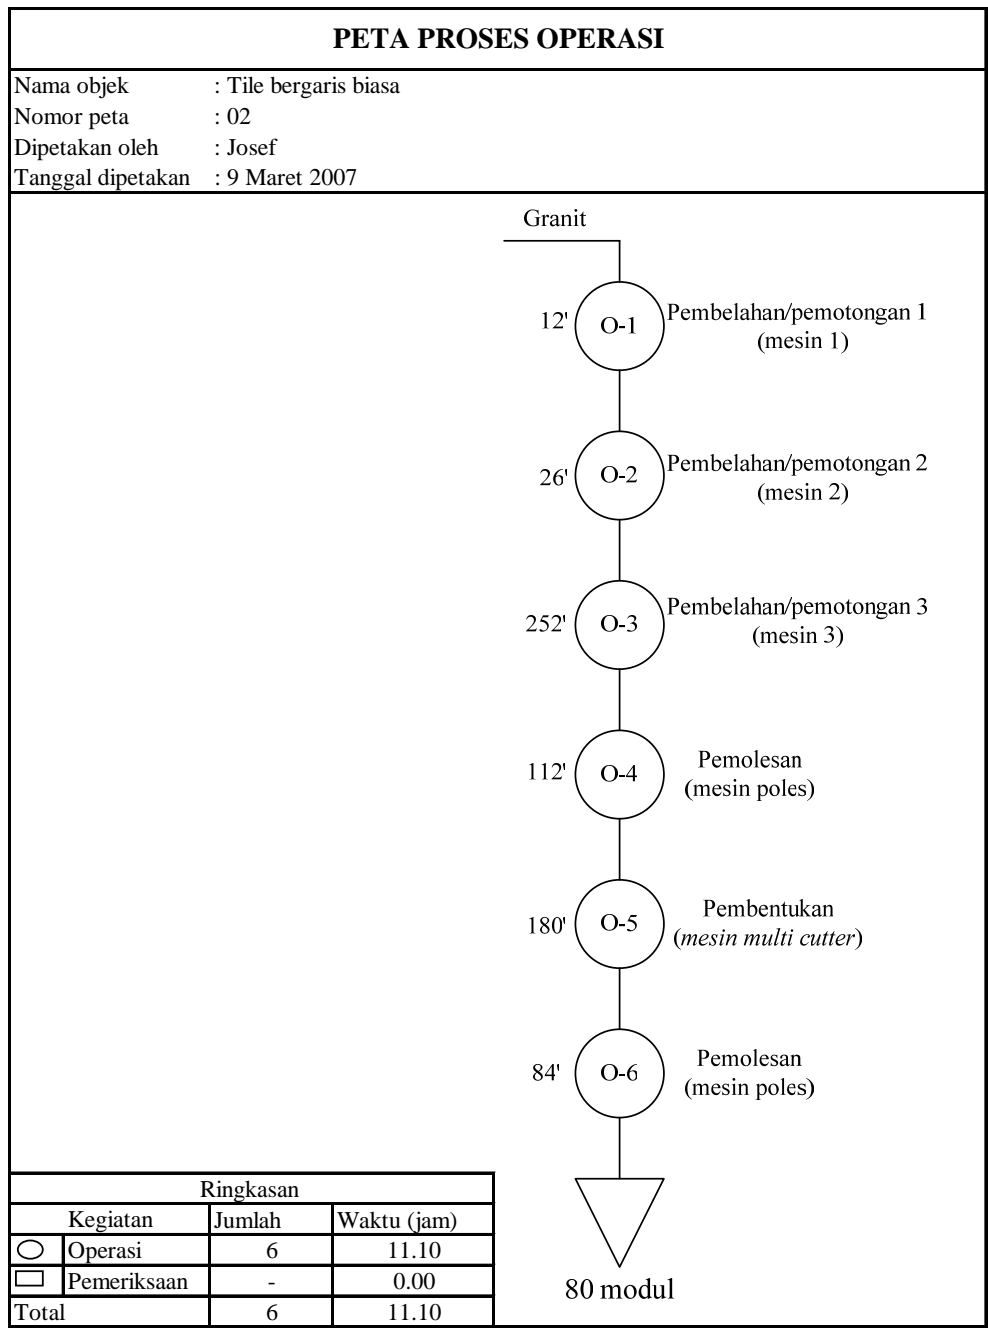 PETA PROSES OPERASI
Nama objek : Tile bergaris biasa
Nomor peta : 02
Dipetakan oleh : Josef
Tanggal dipetakan : 9 Maret 2007
Granit
12' O-1 Pembelahan/pemotongan 1
(mesin 1)
26' O-2 Pembelahan/pemotongan 2
(mesin 2)
252' O-3 Pembelahan/pemotongan 3
(mesin 3)
112' O-4 Pemolesan
(mesin poles)
180' O-5 Pembentukan
(mesin multi cutter)
84' O-6 Pemolesan
(mesin poles)
80 modul
Ringkasan
Kegiatan Jumlah Waktu (jam)
Operasi 6 11.10
Pemeriksaan - 0.00
Total 6 11.10